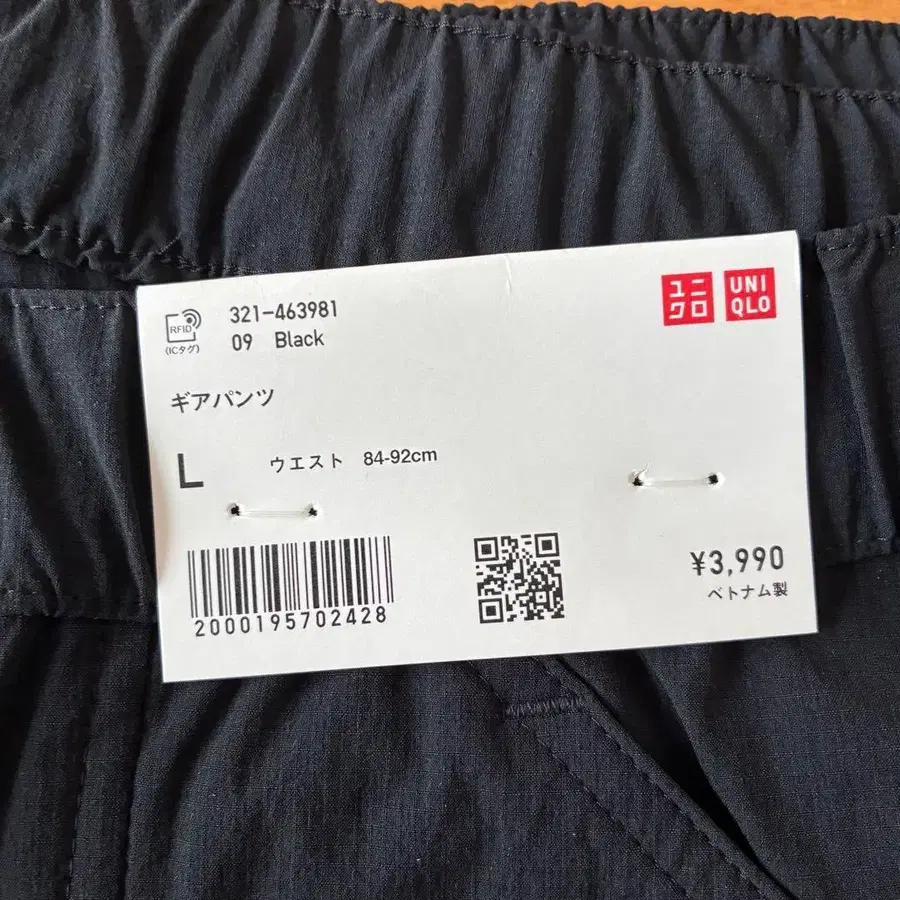 RFID
(ICタグ)
321-463981
09 Black
ユニクロ
UNIQLO
ギアパンツ
L ウエスト 84-92cm
2000195702428
¥3,990
ベトナム製